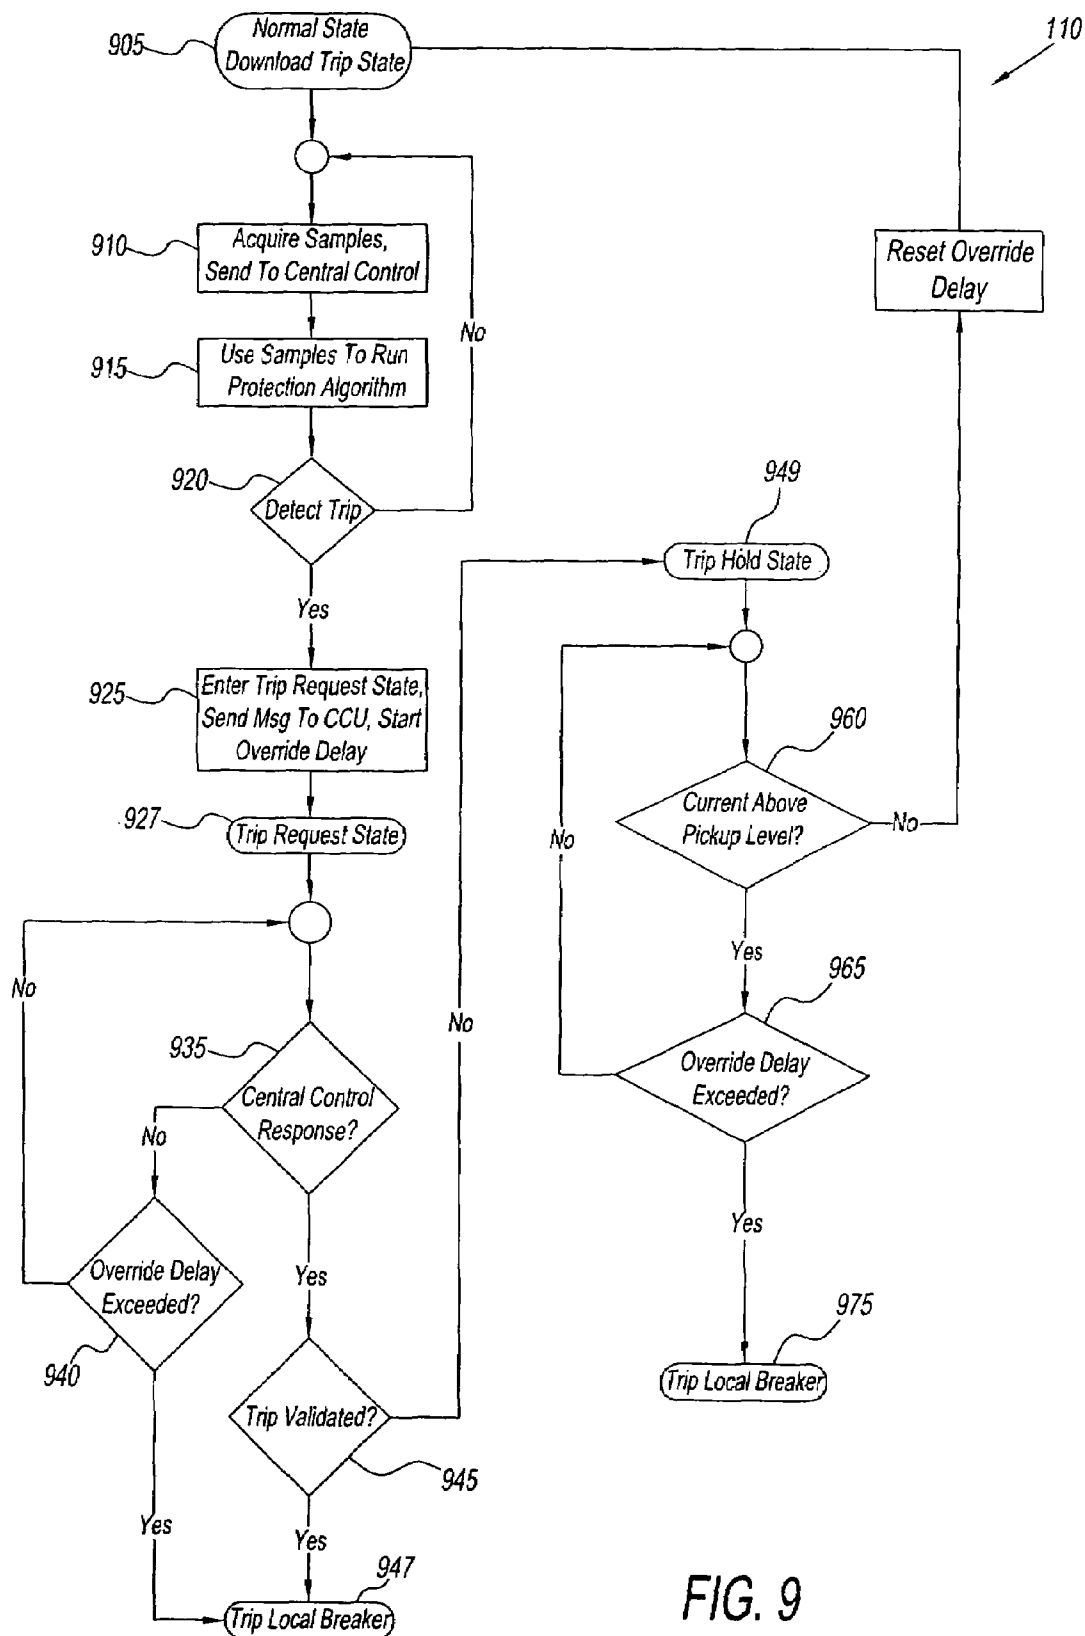 905
Normal State
Download Trip State
110
910
Acquire Samples,
Send To Central Control
Reset Override
Delay
No
915
Use Samples To Run
Protection Algorithm
920
Detect Trip
949
Trip Hold State
Yes
925
Enter Trip Request State,
Send Msg To CCU, Start
Override Delay
960
Current Above
Pickup Level?
No
927
Trip Request State
No
Yes
965
No
No
935
Central Control
Response?
Override Delay
Exceeded?
No
Yes
Override Delay
Exceeded?
940
Yes
975
Trip Local Breaker
Trip Validated?
945
Yes
Yes
947
Trip Local Breaker
FIG. 9